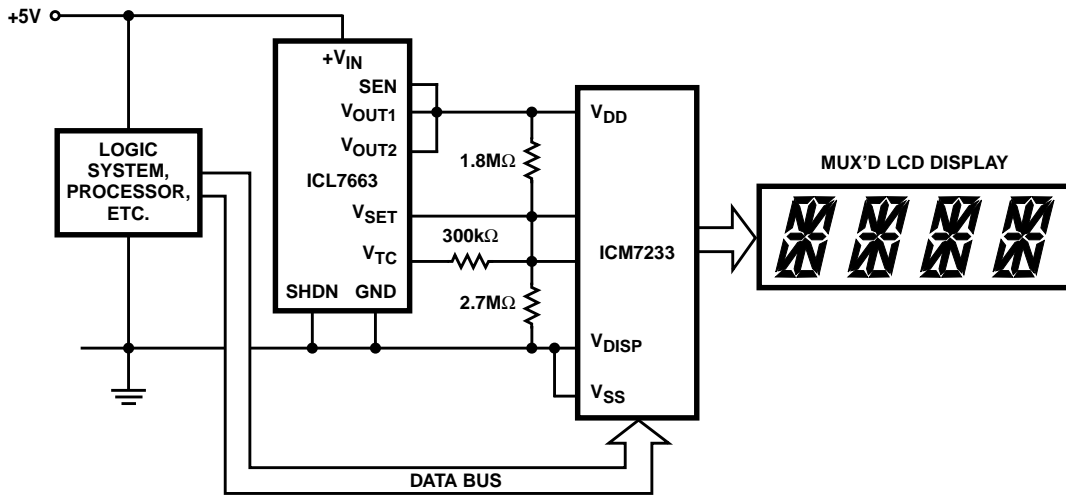 +5V
LOGIC
SYSTEM,
PROCESSOR,
ETC.
+VIN
SEN
VOUT1
VOUT2
ICL7663
VSET
VTC
SHDN GND
1.8MΩ
300kΩ
2.7MΩ
VDD
ICM7233
VDISP
VSS
MUX'D LCD DISPLAY
DATA BUS